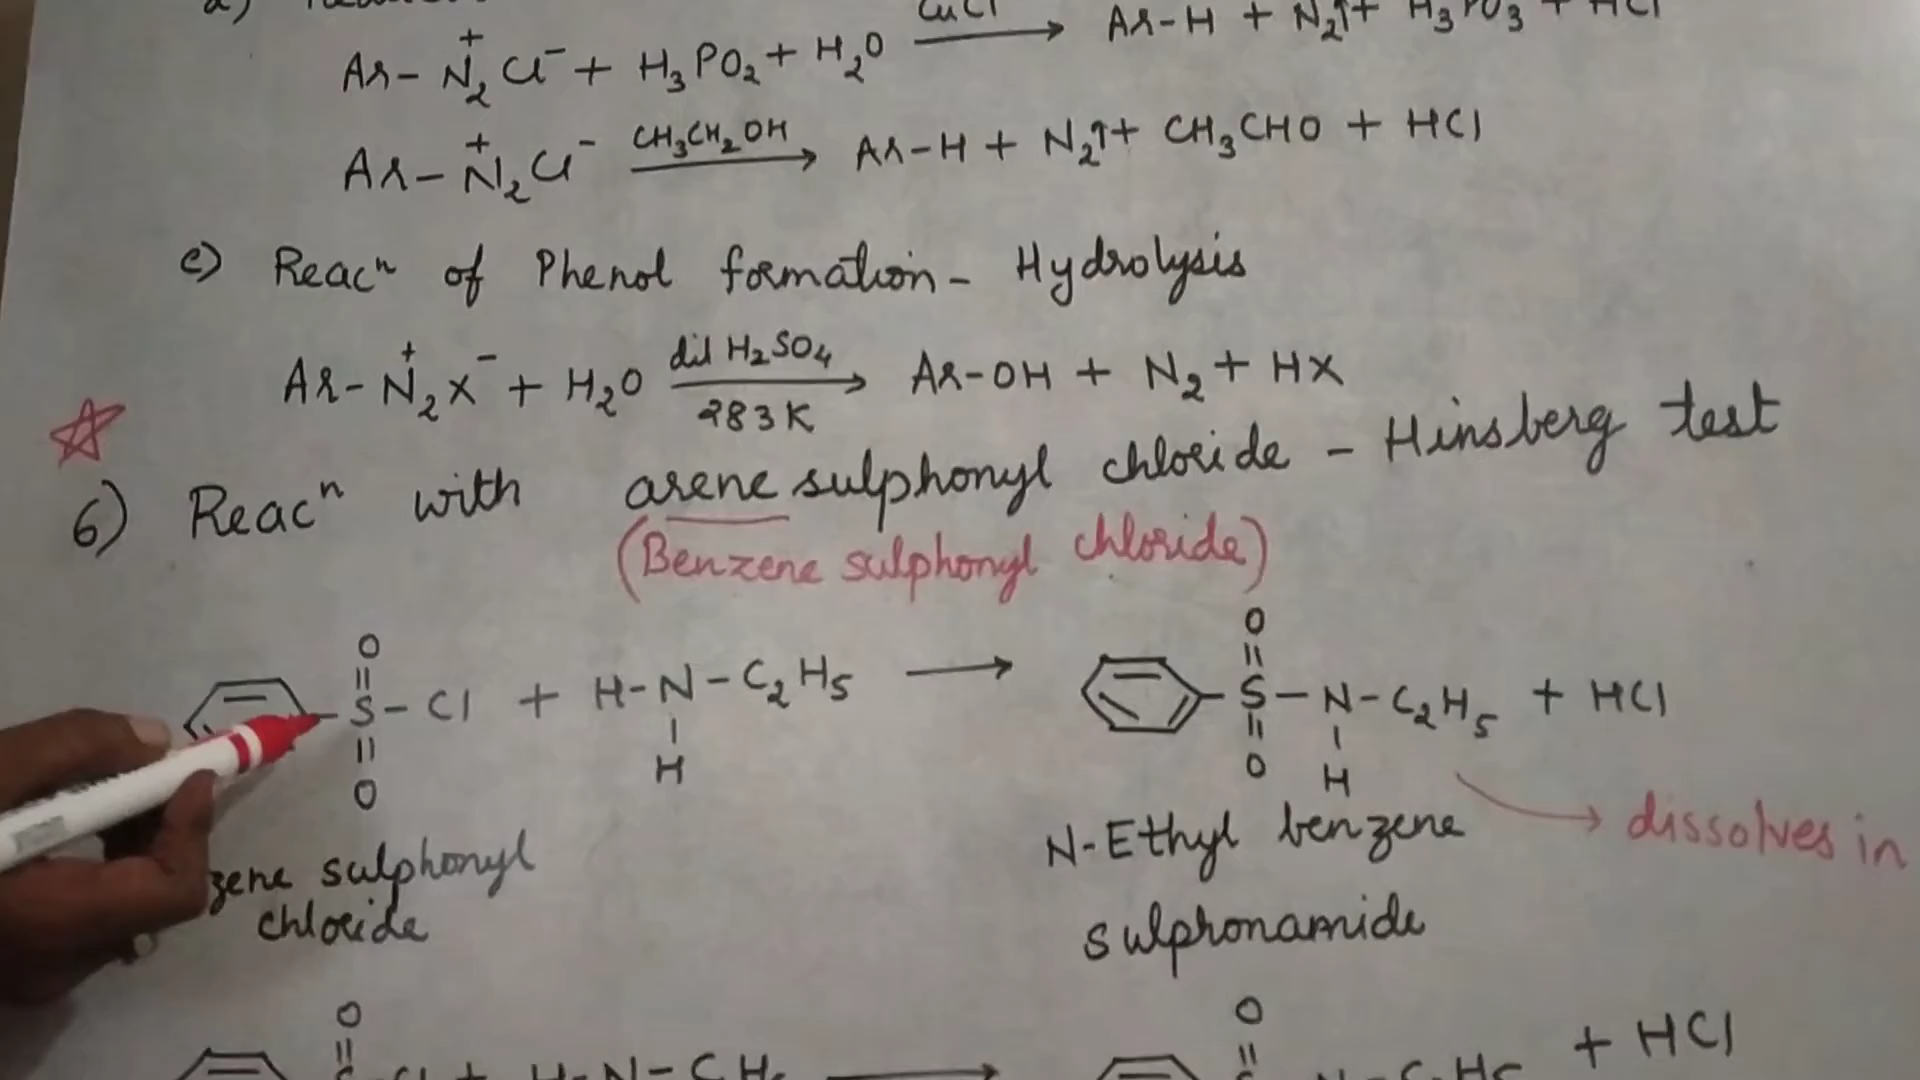 CuCl
Ar-H + N2↑ + H3PO3 + HCl
Ar-N2+ Cl- + H3PO2 + H2O
Ar-N2+ Cl- CH3CH2OH → Ar-H + N2↑ + CH3CHO + HCl
e) Reacn of Phenol formation - Hydrolysis
Ar-N2+ X- + H2O dil H2SO4 → 283K Ar-OH + N2 + HX
6) Reacn with arene sulphonyl chloride - Hinsberg test
(Benzene sulphonyl chloride)
O O
S-Cl + H-N-C2H5 → S-N-C2H5 + HCl
O H O H
zene sulphonyl chloride
N-Ethyl benzene sulphonamide
dissolves in
O O
+ H-N- → + HCl